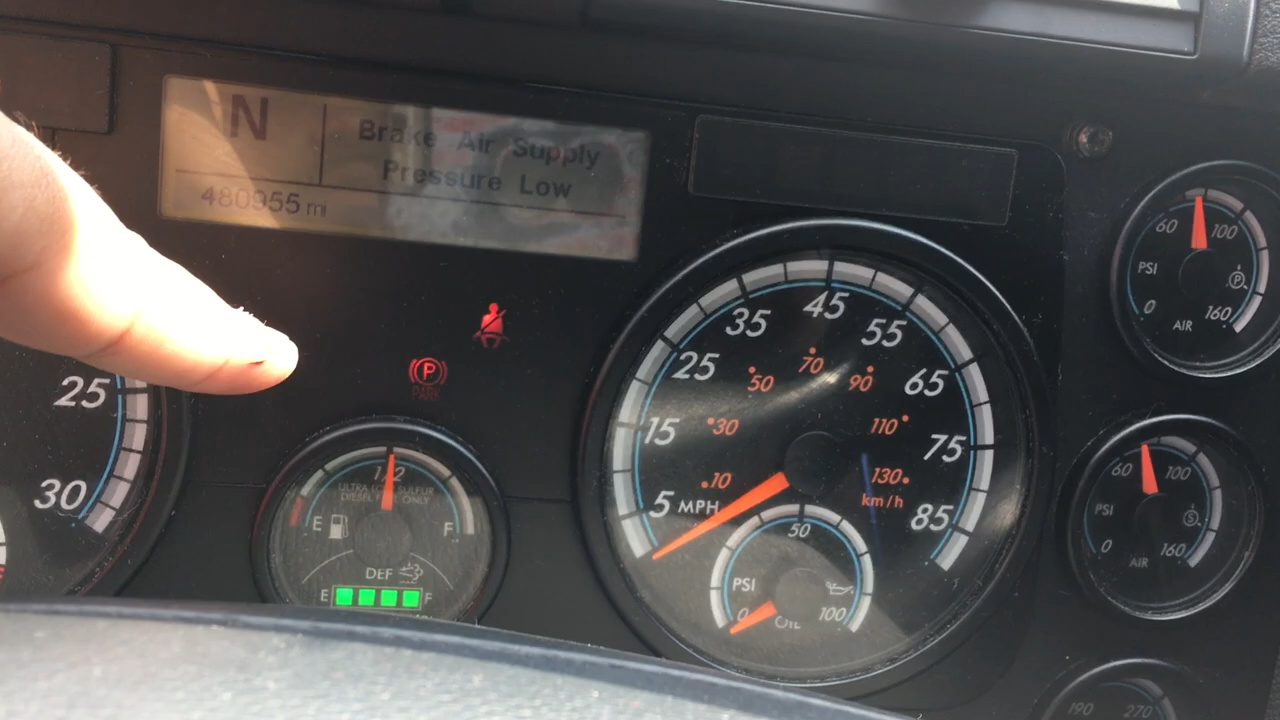 N
Brake Air Supply
Pressure Low
480955 mi
25
30
1/2
ULTRA LOW SULFUR
DIESEL FUEL ONLY
E
F
DEF
E
F
P
PARK
5
15
25
35
45
55
65
75
85
MPH
10
30
50
70
90
110
130
km/h
50
PSI
0
100
OIL
60
100
PSI
P
0
160
AIR
60
100
PSI
S
0
160
AIR
190
270